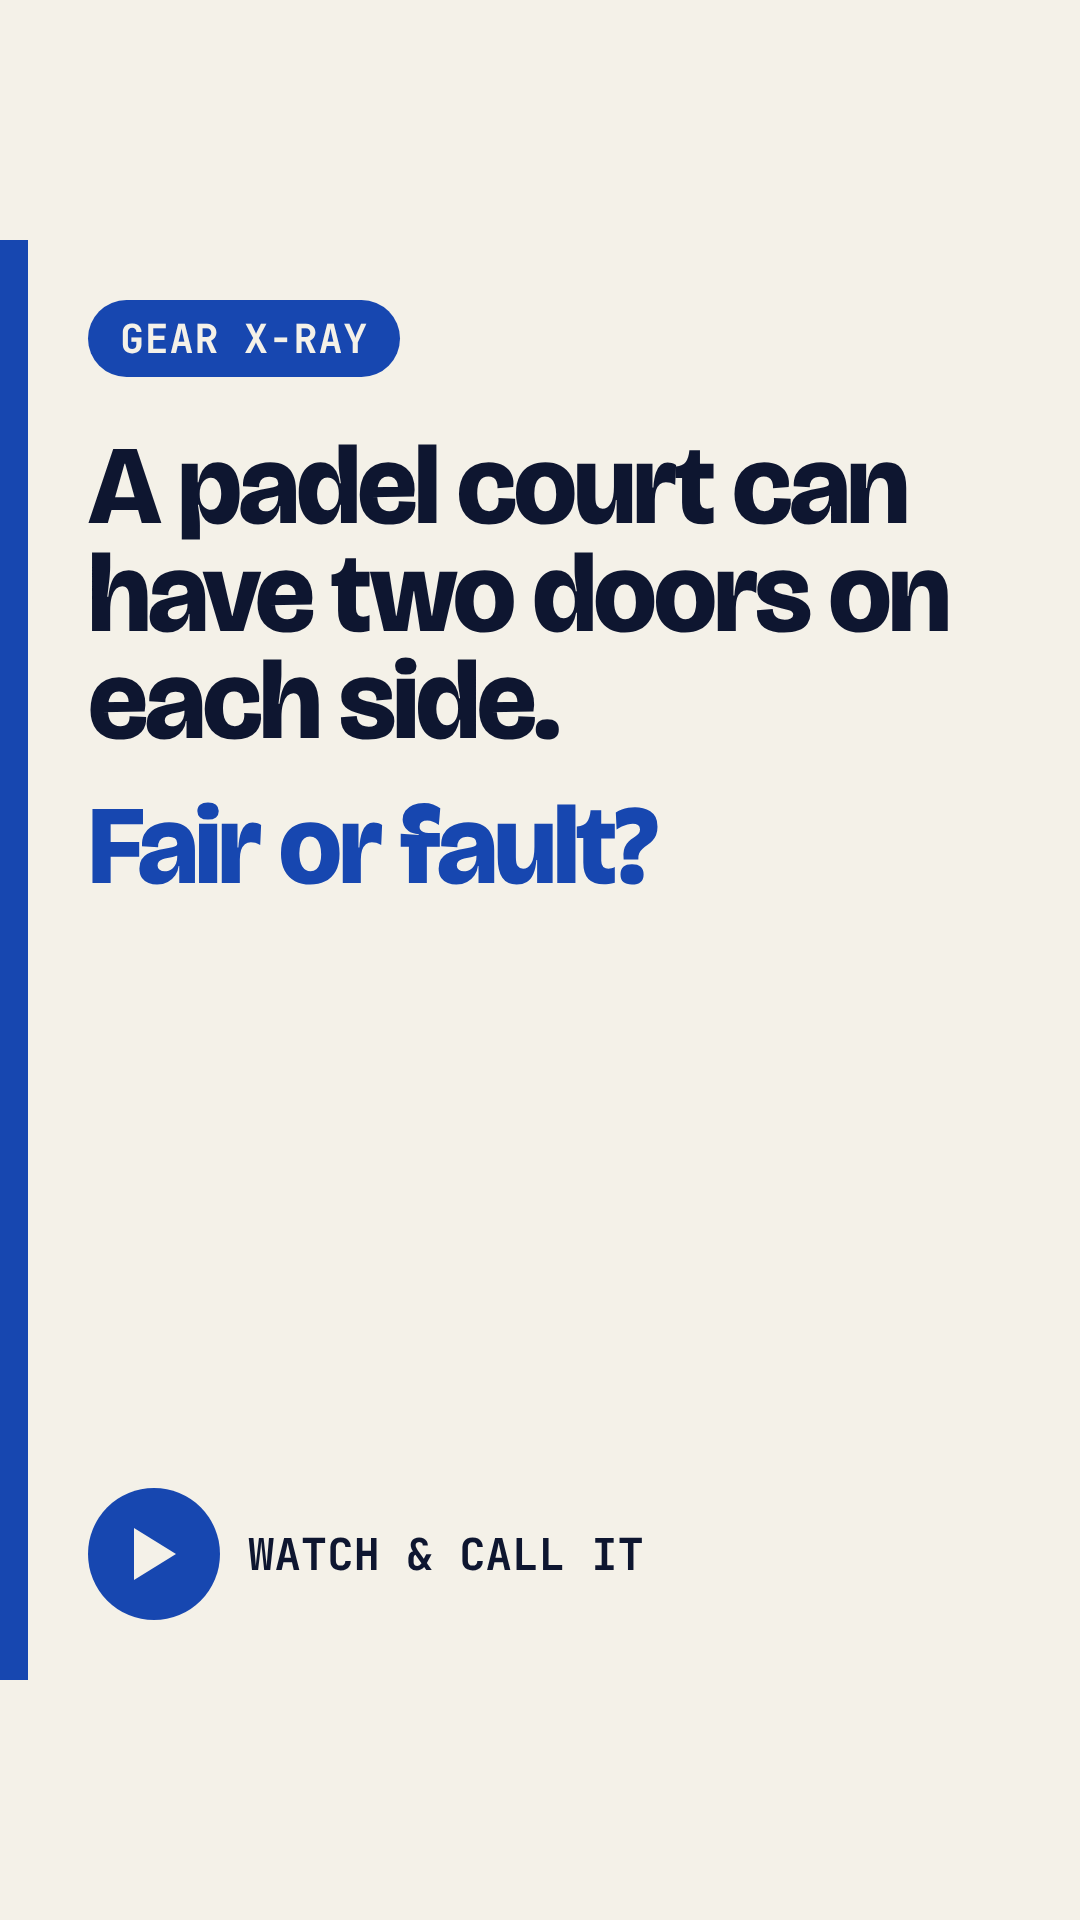 GEAR X-RAY
A padel court can
have two doors on
each side.
Fair or fault?
WATCH & CALL IT